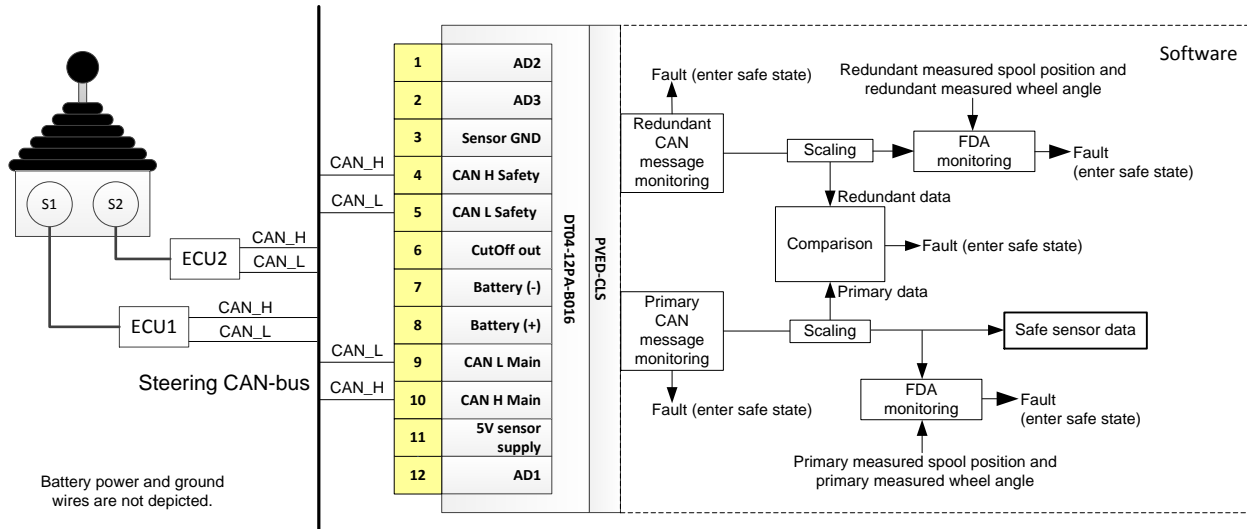 S1
S2
ECU2
CAN_H
CAN_L
ECU1
CAN_H
CAN_L
Steering CAN-bus
Battery power and ground
wires are not depicted.
CAN_H
CAN_L
CAN_L
CAN_H
1 AD2
2 AD3
3 Sensor GND
4 CAN H Safety
5 CAN L Safety
6 CutOff out
7 Battery (-)
8 Battery (+)
9 CAN L Main
10 CAN H Main
11 5V sensor
supply
12 AD1
DT04-12PA-B016
PVED-CLS
Software
Fault (enter safe state)
Redundant
CAN
message
monitoring
Scaling
Redundant measured spool position and
redundant measured wheel angle
FDA
monitoring
Fault
(enter safe state)
Redundant data
Comparison
Fault (enter safe state)
Primary data
Primary
CAN
message
monitoring
Scaling
Safe sensor data
Fault (enter safe state)
FDA
monitoring
Fault
(enter safe state)
Primary measured spool position and
primary measured wheel angle